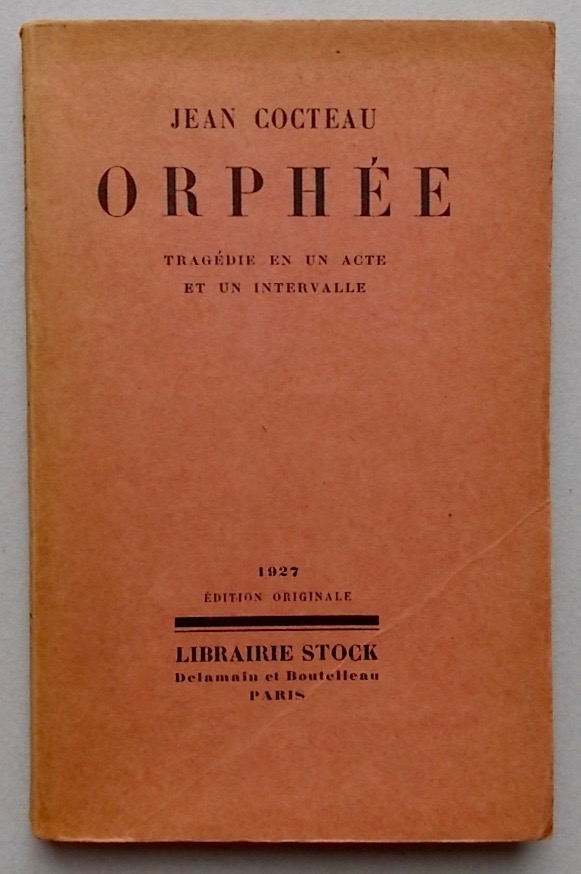 JEAN COCTEAU
ORPHÉE
TRAGÉDIE EN UN ACTE
ET UN INTERVALLE
1927
ÉDITION ORIGINALE
LIBRAIRIE STOCK
Delamain et Boutelleau
PARIS